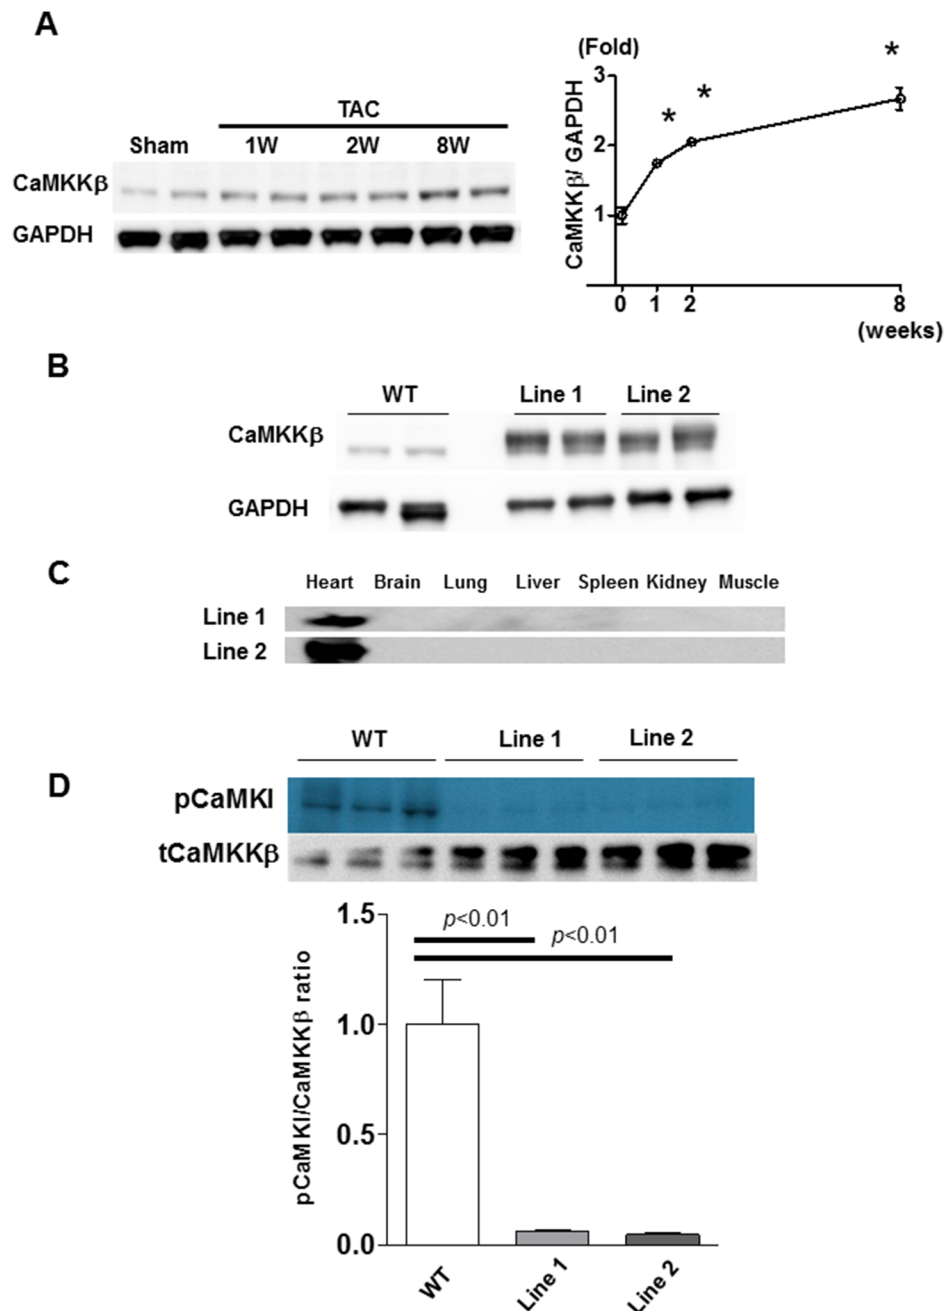 A
TAC
Sham 1W 2W 8W
CaMKKβ
GAPDH
(Fold)
CaMKKβ/ GAPDH
3
2
1
0 1 2 8
(weeks)
* * *
B
WT Line 1 Line 2
CaMKKβ
GAPDH
C
Heart Brain Lung Liver Spleen Kidney Muscle
Line 1
Line 2
D
WT Line 1 Line 2
pCaMKI
tCaMKKβ
pCaMKI/CaMKKβ ratio
1.5
1.0
0.5
0.0
p<0.01
p<0.01
WT Line 1 Line 2